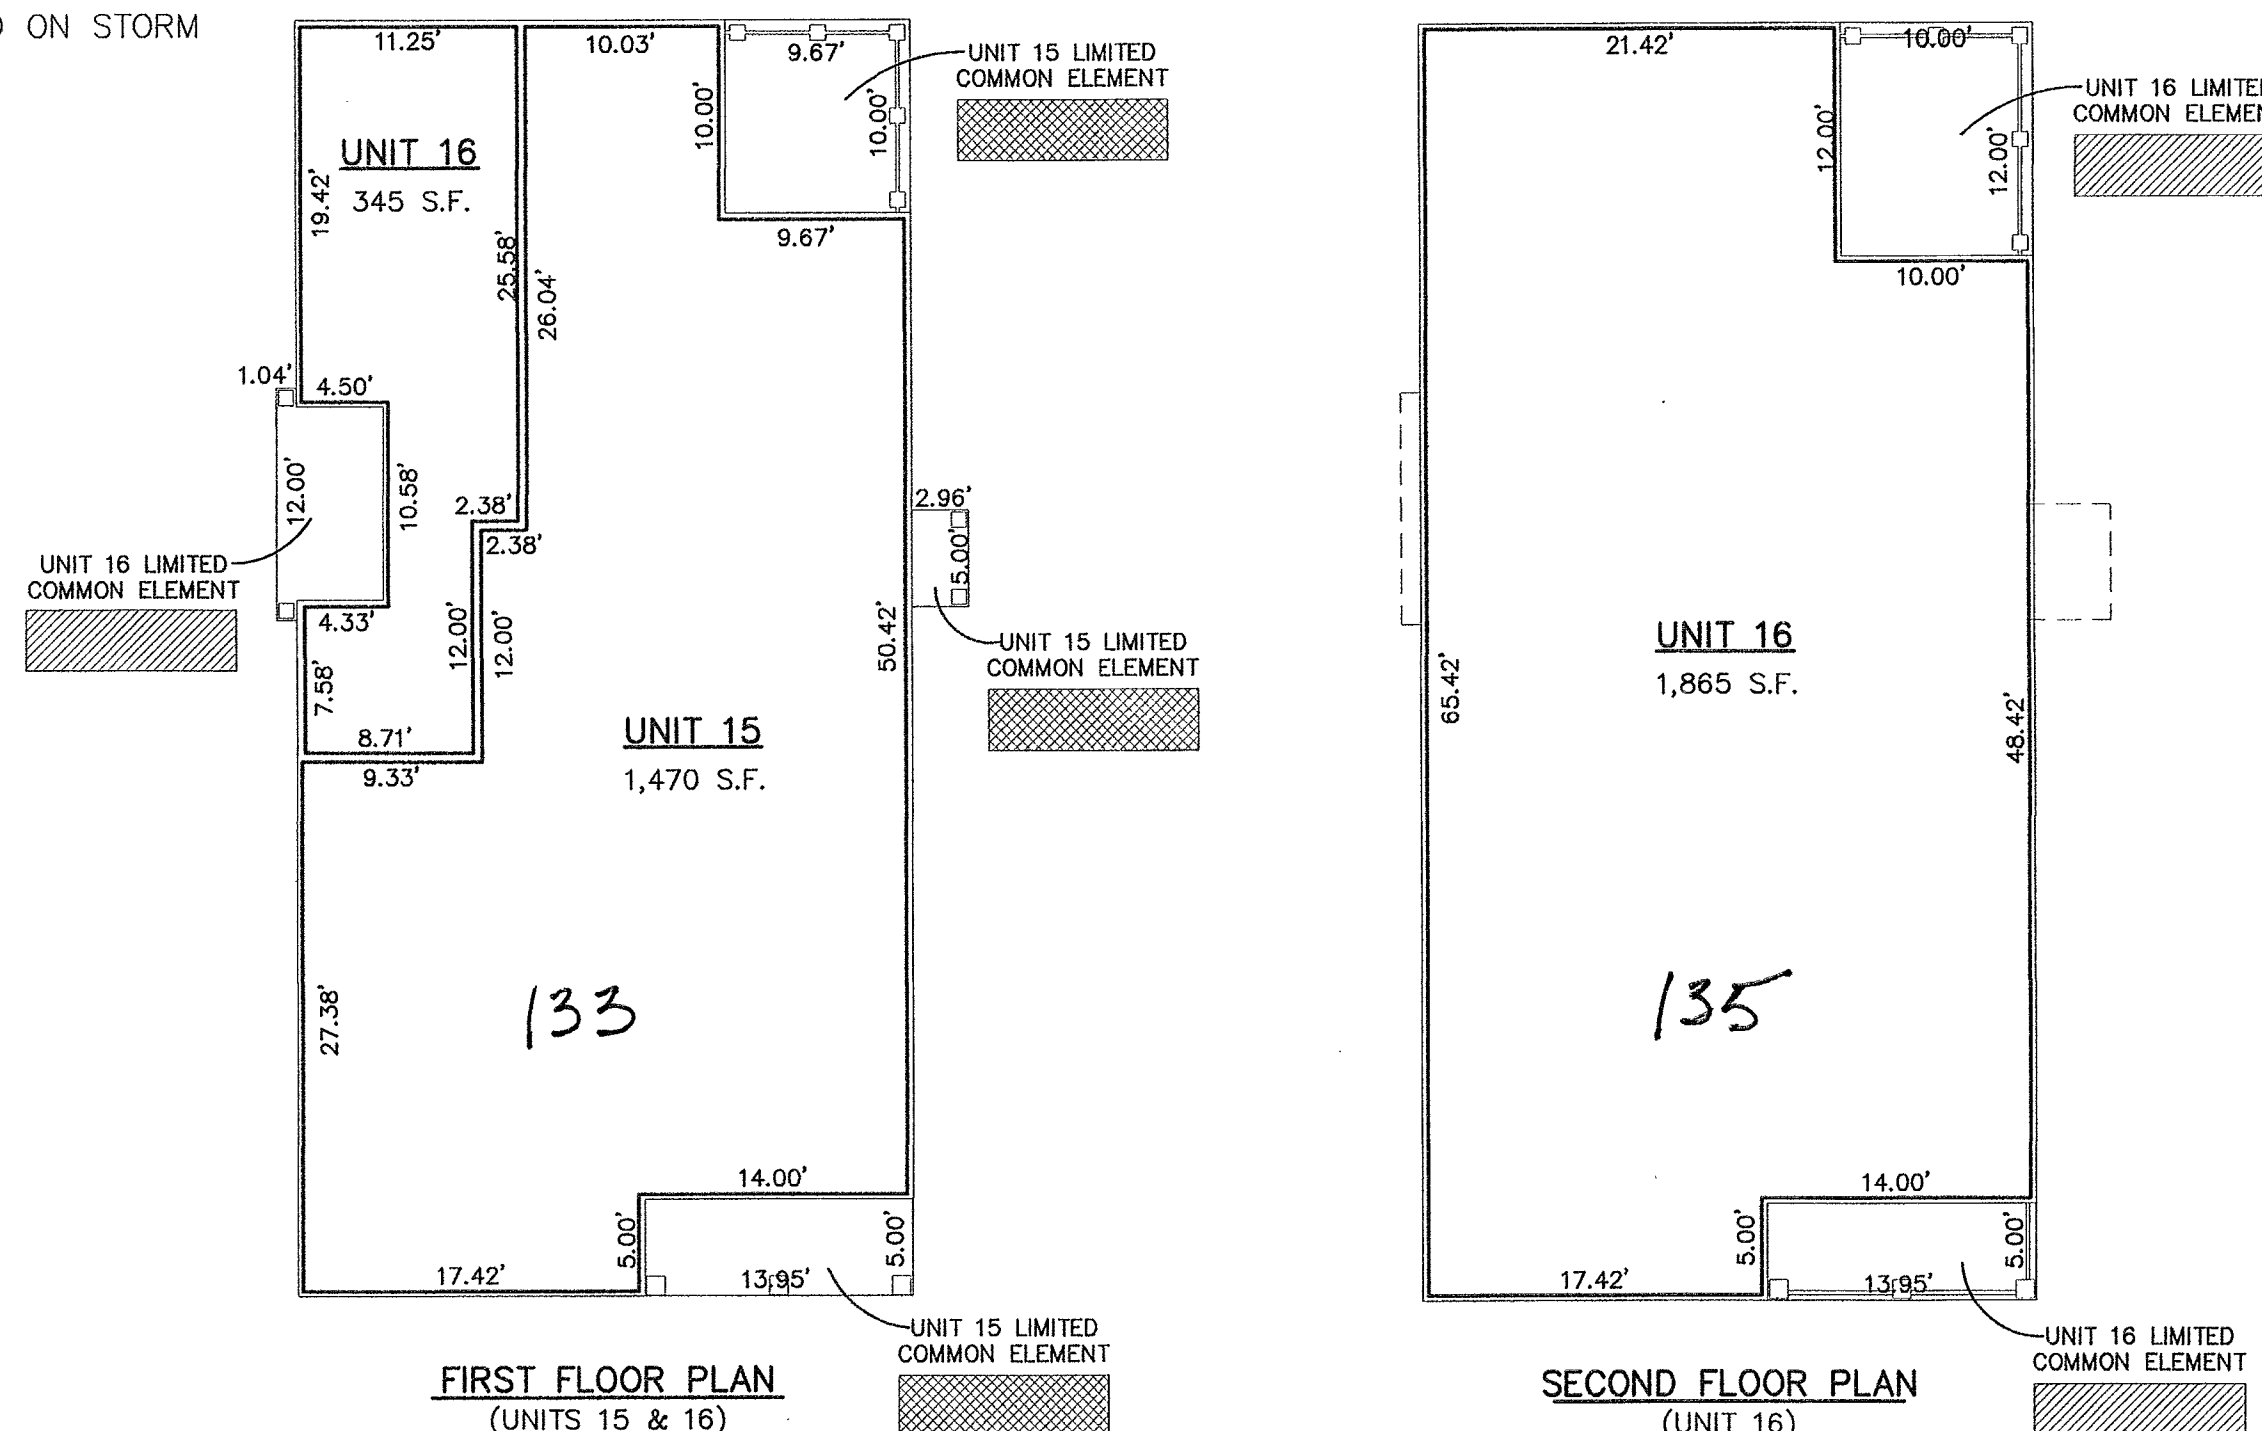 ON STORM
11.25'
10.03'
9.67'
UNIT 15 LIMITED
COMMON ELEMENT
10.00'
10.00'
UNIT 16
345 S.F.
19.42'
9.67'
25.58'
26.04'
1.04'
4.50'
12.00'
10.58'
2.38'
2.38'
2.96'
5.00'
UNIT 16 LIMITED
COMMON ELEMENT
4.33'
12.00'
12.00'
50.42'
UNIT 15 LIMITED
COMMON ELEMENT
7.58'
8.71'
9.33'
UNIT 15
1,470 S.F.
27.38'
133
14.00'
5.00'
5.00'
17.42'
13.95'
UNIT 15 LIMITED
COMMON ELEMENT
FIRST FLOOR PLAN
(UNITS 15 & 16)
21.42'
10.00'
UNIT 16 LIMITE
COMMON ELEMEN
12.00'
12.00'
10.00'
UNIT 16
1,865 S.F.
65.42'
48.42'
135
14.00'
5.00'
5.00'
17.42'
13.95'
UNIT 16 LIMITED
COMMON ELEMENT
SECOND FLOOR PLAN
(UNIT 16)